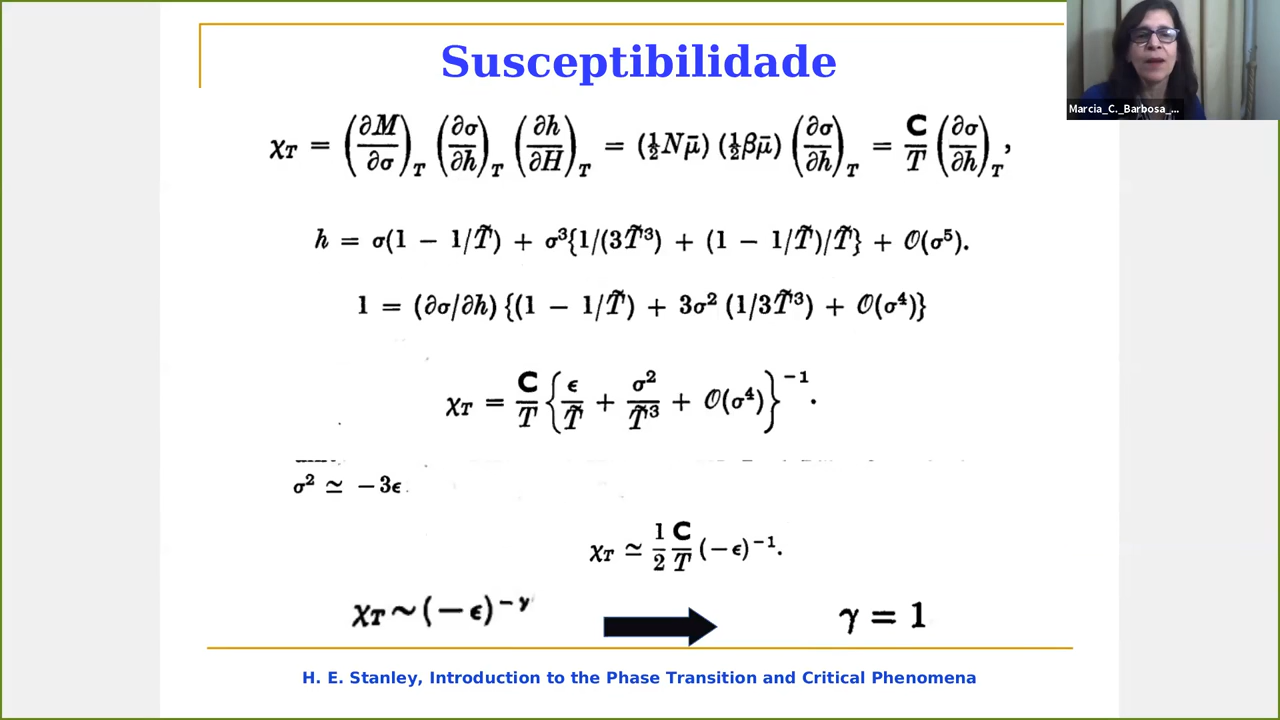 Susceptibilidade
Marcia_C._Barbosa_...
χ_T = (∂M/∂σ)_T (∂σ/∂h)_T (∂h/∂H)_T = (½Nμ̄) (½βμ̄) (∂σ/∂h)_T = C/T (∂σ/∂h)_T,
h = σ(1 − 1/T̃) + σ³{1/(3T̃³) + (1 − 1/T̃)/T̃} + 𝒪(σ⁵).
1 = (∂σ/∂h) {(1 − 1/T̃) + 3σ² (1/3T̃³) + 𝒪(σ⁴)}
χ_T = C/T {ϵ/T̃ + σ²/T̃³ + 𝒪(σ⁴)}⁻¹.
σ² ≃ −3ϵ.
χ_T ≃ 1/2 C/T (−ϵ)⁻¹.
χ_T ~ (−ϵ)^−γ γ = 1
H. E. Stanley, Introduction to the Phase Transition and Critical Phenomena